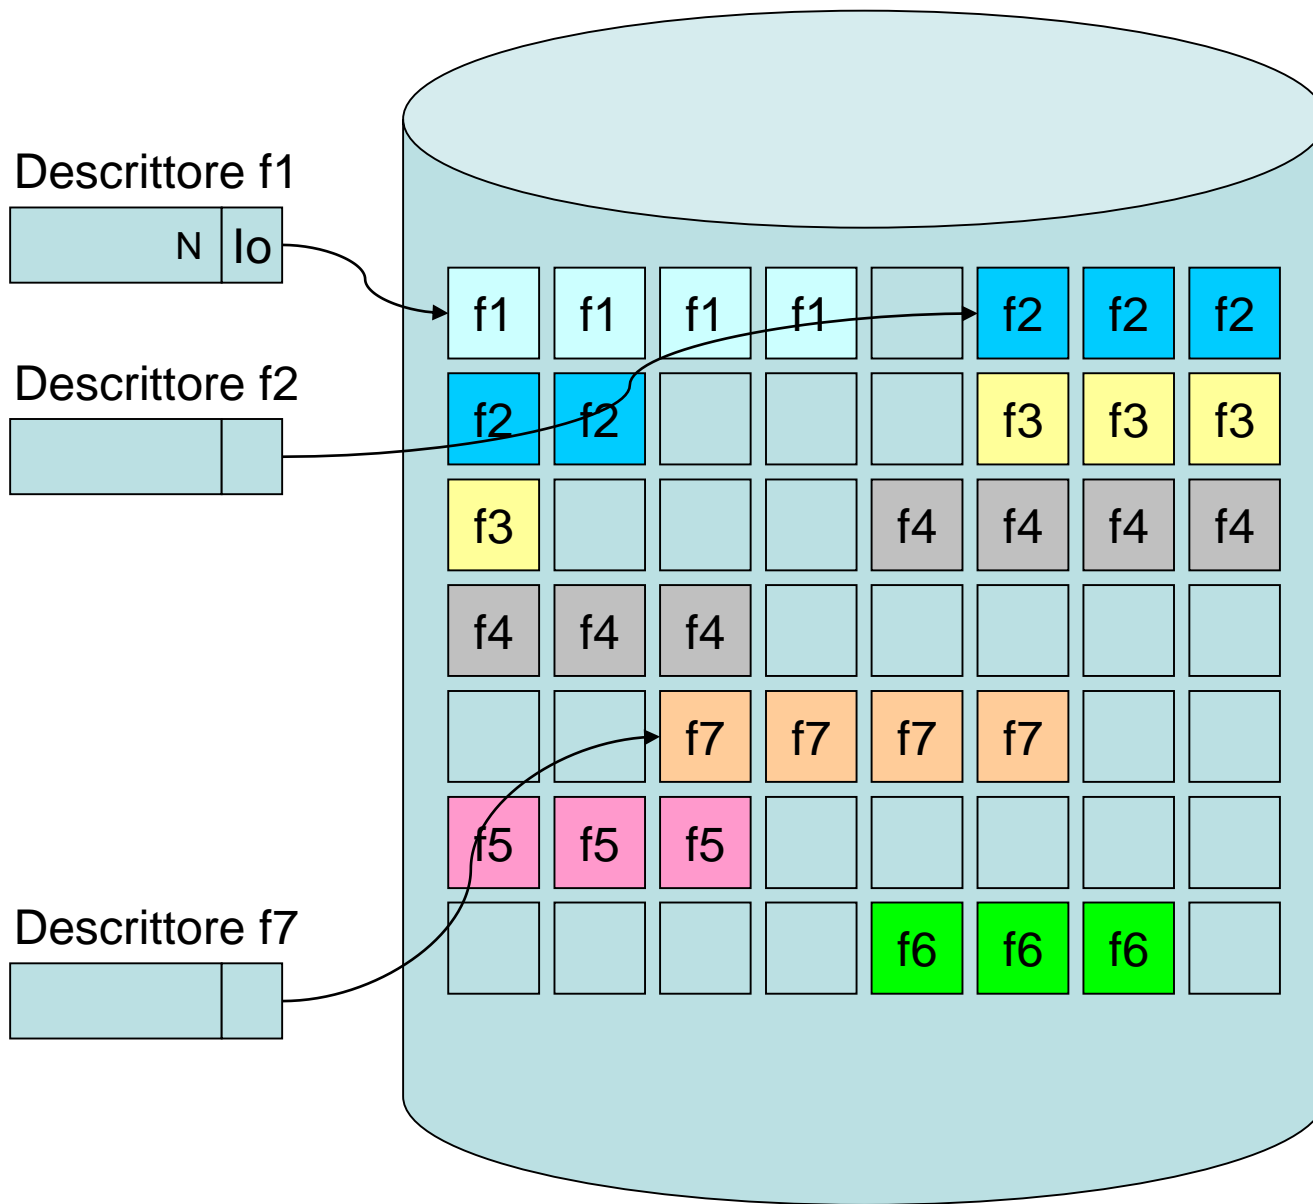 Descrittore f1
N Io
f1 f1 f1 f1 f2 f2 f2
Descrittore f2
f2 f2 f3 f3 f3
f3 f4 f4 f4 f4
f4 f4 f4
f7 f7 f7 f7
f5 f5 f5
Descrittore f7
f6 f6 f6